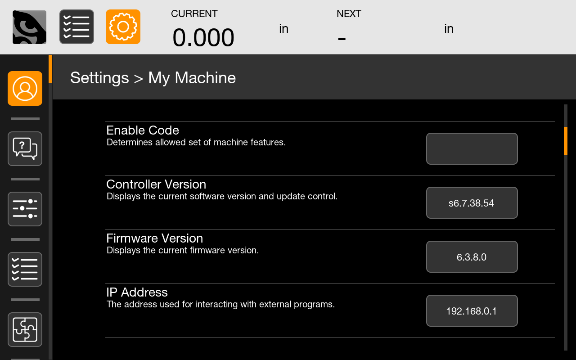 CURRENT
NEXT
0.000
in
-
in
Settings > My Machine
Enable Code
Determines allowed set of machine features.
Controller Version
Displays the current software version and update control.
s6.7.38.54
Firmware Version
Displays the current firmware version.
6.3.8.0
IP Address
The address used for interacting with external programs.
192.168.0.1